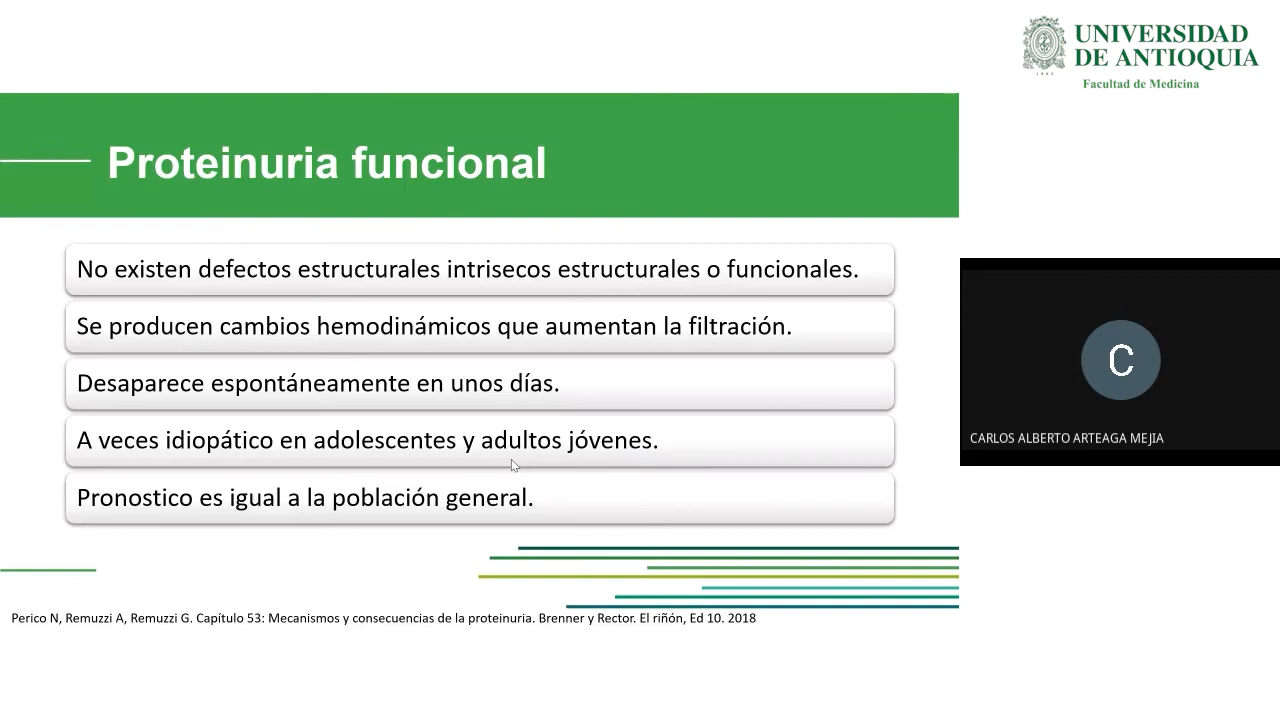 UNIVERSIDAD
DE ANTIOQUIA
1803
Facultad de Medicina
Proteinuria funcional
No existen defectos estructurales intrisecos estructurales o funcionales.
Se producen cambios hemodinámicos que aumentan la filtración.
Desaparece espontáneamente en unos días.
A veces idiopático en adolescentes y adultos jóvenes.
Pronostico es igual a la población general.
C
CARLOS ALBERTO ARTEAGA MEJIA
Perico N, Remuzzi A, Remuzzi G. Capítulo 53: Mecanismos y consecuencias de la proteinuria. Brenner y Rector. El riñón, Ed 10. 2018